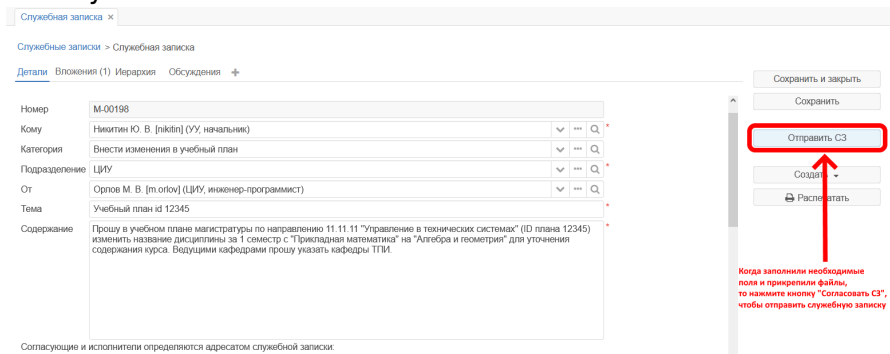 Служебная записка ×
Служебные записки > Служебная записка
Детали Вложения (1) Иерархия Обсуждения +
Сохранить и закрыть
Номер М-00198
Сохранить
Кому Никитин Ю. В. [nikitin] (УУ, начальник) *
Категория Внести изменения в учебный план
Отправить СЗ
Подразделение ЦИУ *
От Орлов М. В. [m.orlov] (ЦИУ, инженер-программист)
Создать
Распечатать
Тема Учебный план id 12345 *
Содержание Прошу в учебном плане магистратуры по направлению 11.11.11 "Управление в технических системах" (ID плана 12345) *
изменить название дисциплины за 1 семестр с "Прикладная математика" на "Алгебра и геометрия" для уточнения
содержания курса. Ведущими кафедрами прошу указать кафедры ТПИ.
Когда заполнили необходимые
поля и прикрепили файлы,
то нажмите кнопку "Согласовать СЗ",
чтобы отправить служебную записку
Согласующие и исполнители определяются адресатом служебной записки: